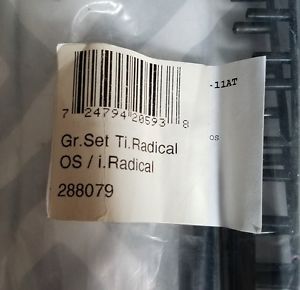 -11AT
7 24794 20593 8
os
Gr.Set Ti.Radical
OS / i.Radical
288079